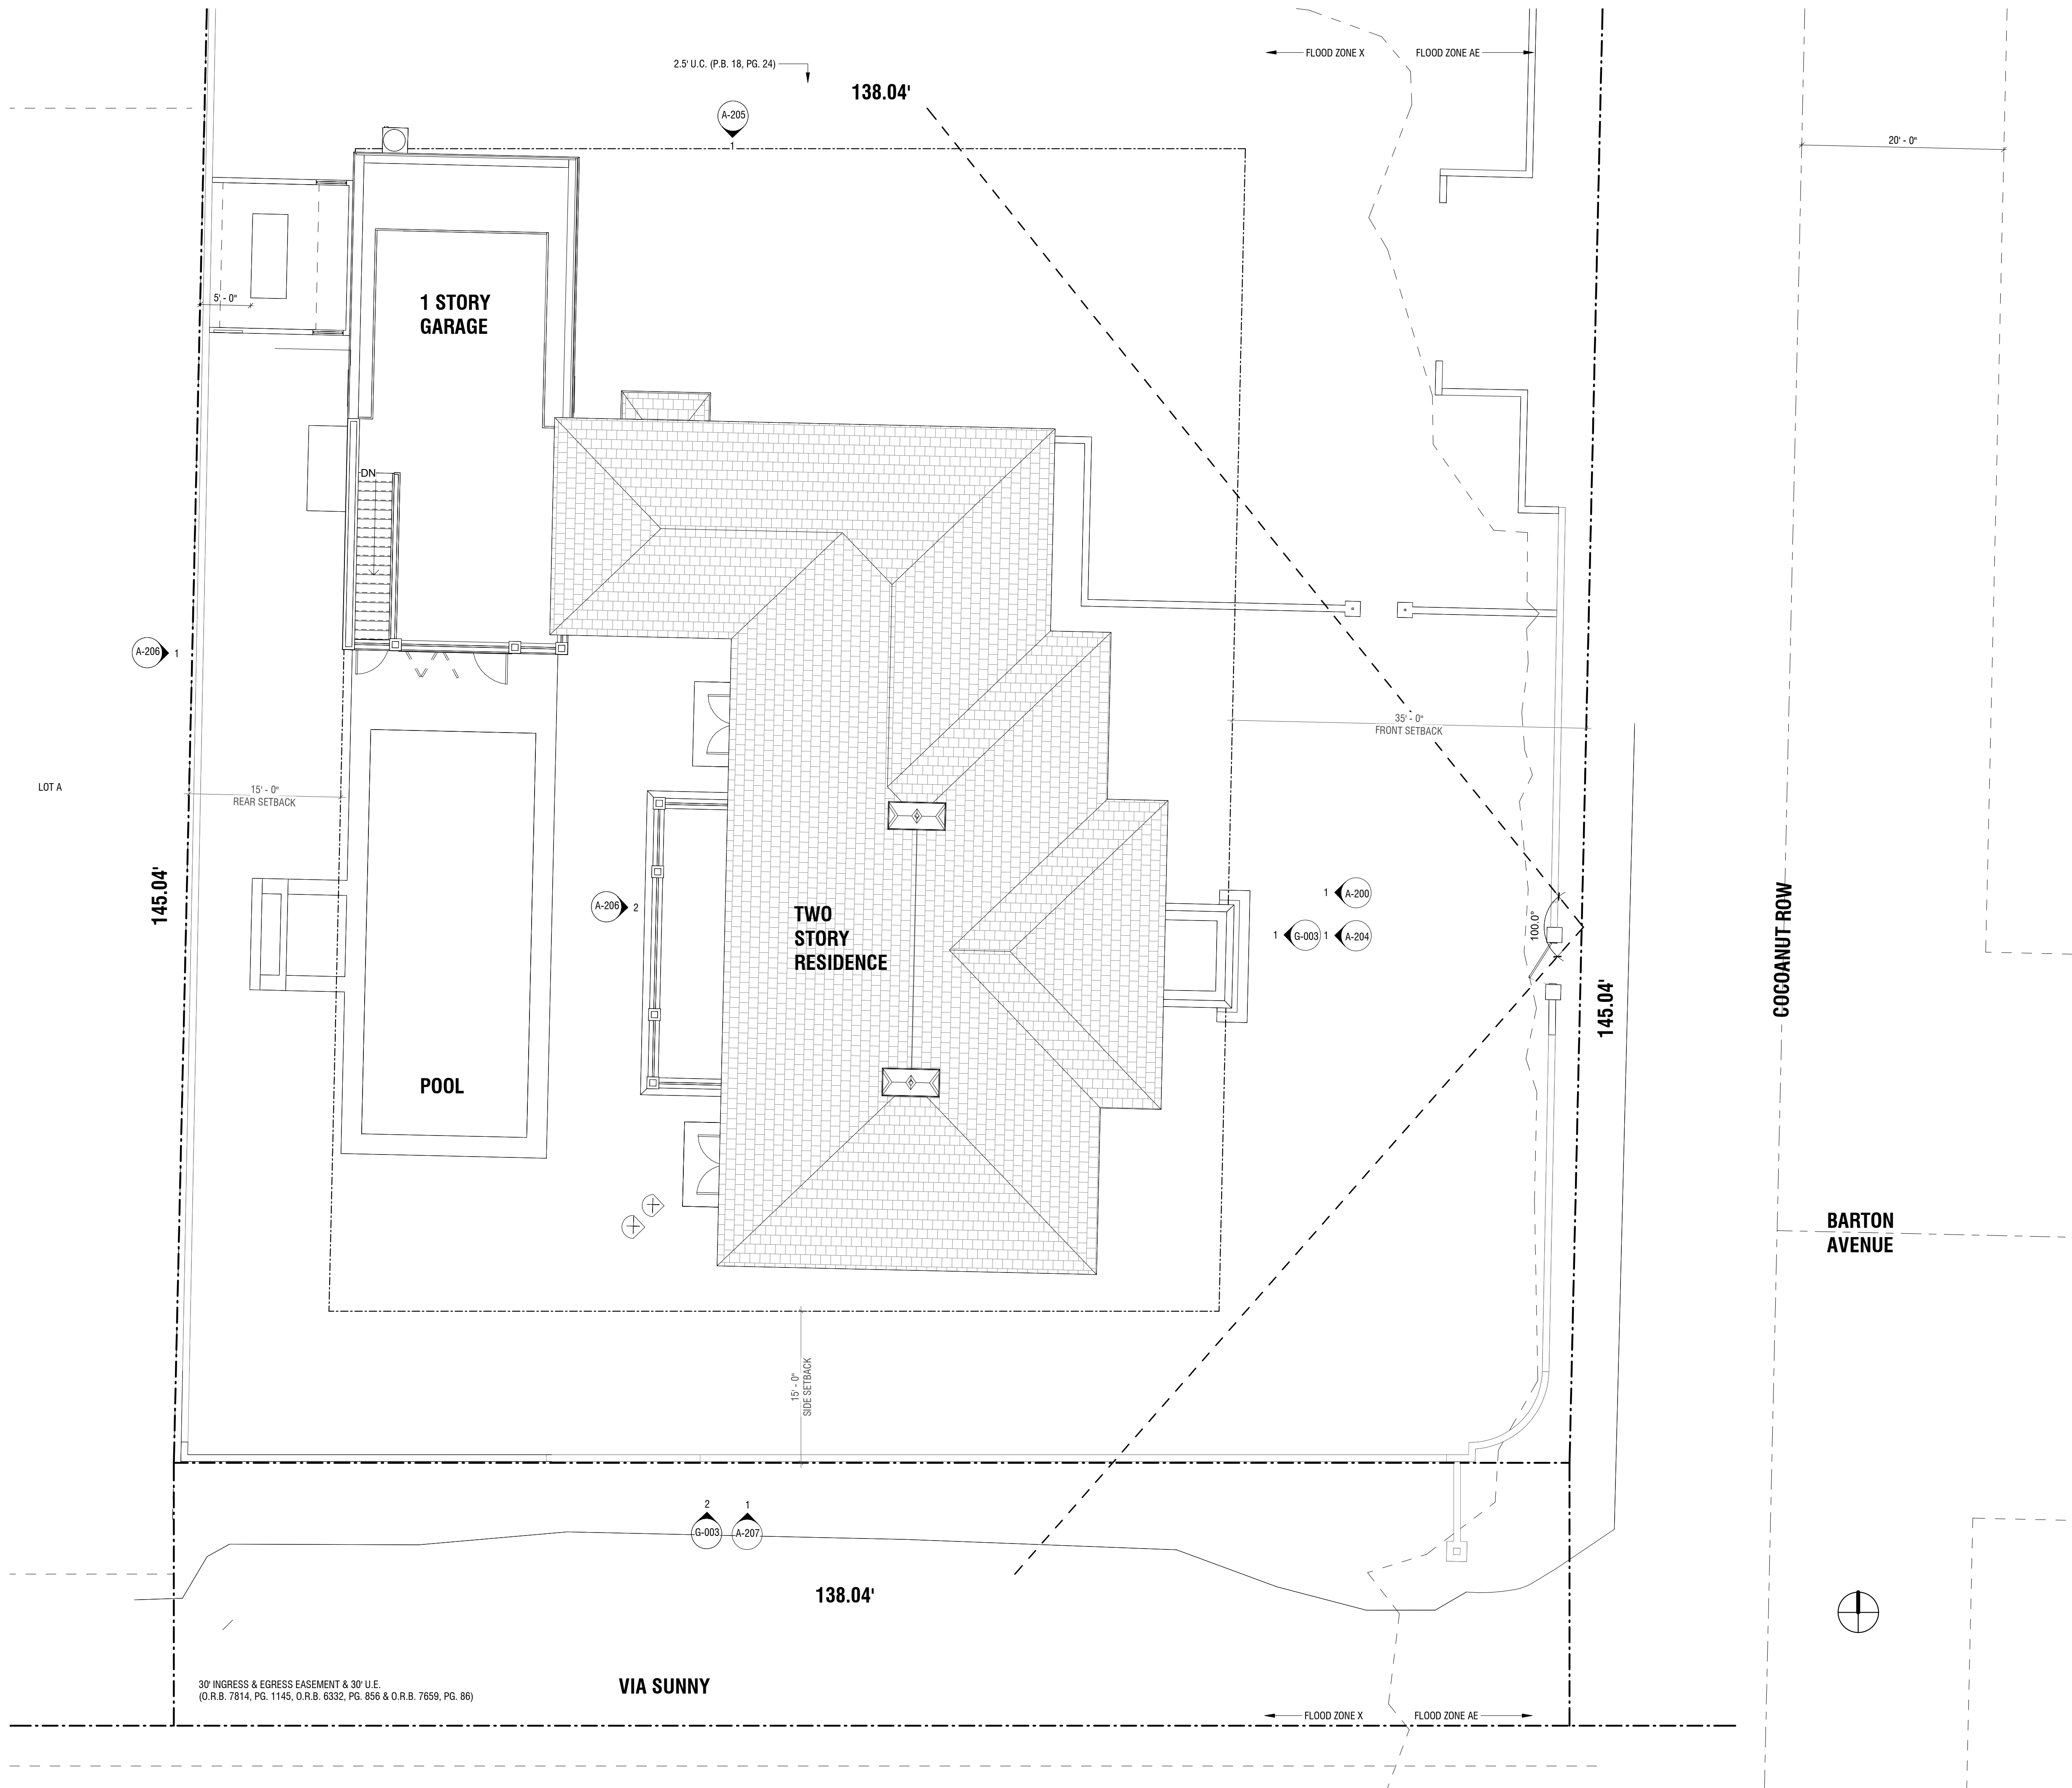 FLOOD ZONE X
FLOOD ZONE AE
2.5' U.C. (P.B. 18, PG. 24)
138.04'
A-205
1
20' - 0"
1 STORY
GARAGE
5' - 0"
DN
A-206
1
35' - 0"
FRONT SETBACK
LOT A
15' - 0"
REAR SETBACK
145.04'
A-206
2
TWO
STORY
RESIDENCE
1
A-200
1
G-003
1
A-204
100.0°
145.04'
COCOANUT ROW
POOL
BARTON
AVENUE
15' - 0"
SIDE SETBACK
2
1
G-003
A-207
138.04'
30' INGRESS & EGRESS EASEMENT & 30' U.E.
(O.R.B. 7814, PG. 1145, O.R.B. 6332, PG. 856 & O.R.B. 7659, PG. 86)
VIA SUNNY
FLOOD ZONE X
FLOOD ZONE AE